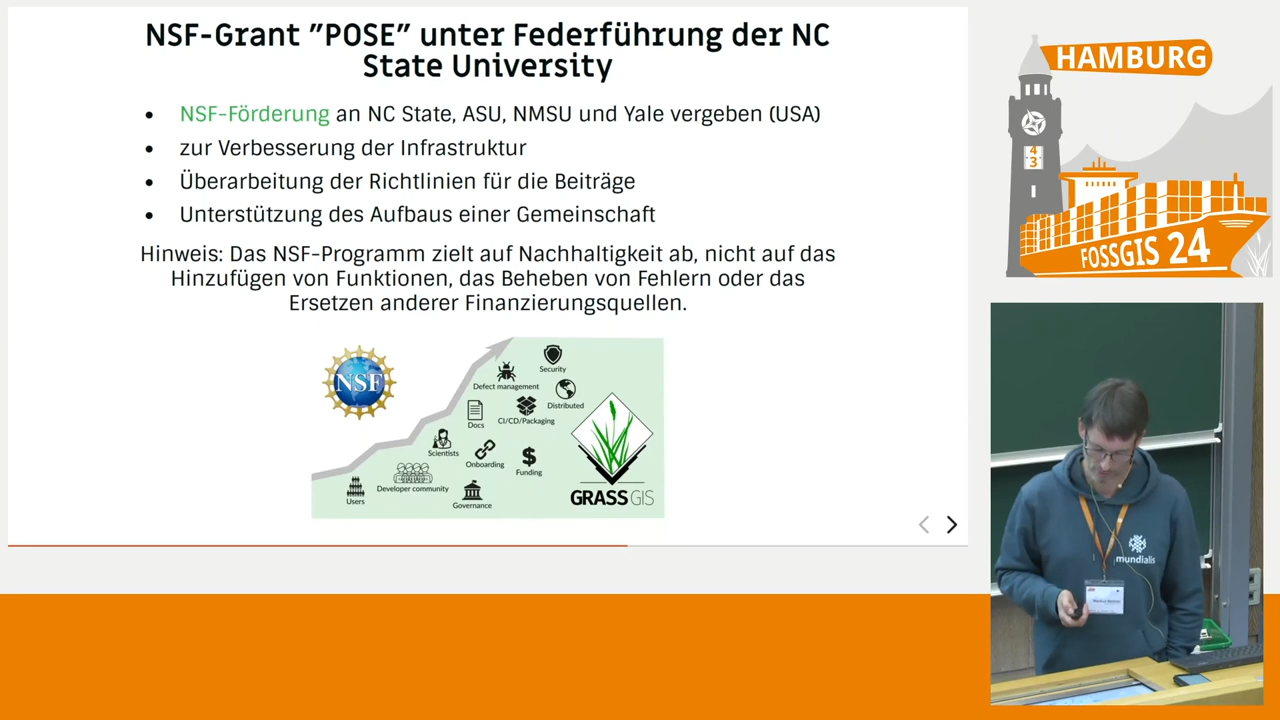 NSF-Grant ”POSE” unter Federführung der NC
State University
• NSF-Förderung an NC State, ASU, NMSU und Yale vergeben (USA)
• zur Verbesserung der Infrastruktur
• Überarbeitung der Richtlinien für die Beiträge
• Unterstützung des Aufbaus einer Gemeinschaft
Hinweis: Das NSF-Programm zielt auf Nachhaltigkeit ab, nicht auf das
Hinzufügen von Funktionen, das Beheben von Fehlern oder das
Ersetzen anderer Finanzierungsquellen.
NSF
Security
Defect management
Distributed
Docs
CI/CD/Packaging
Scientists
Onboarding
Funding
Developer community
Users
Governance
GRASS GIS
HAMBURG
4
3
FOSSGIS 24
mundialis